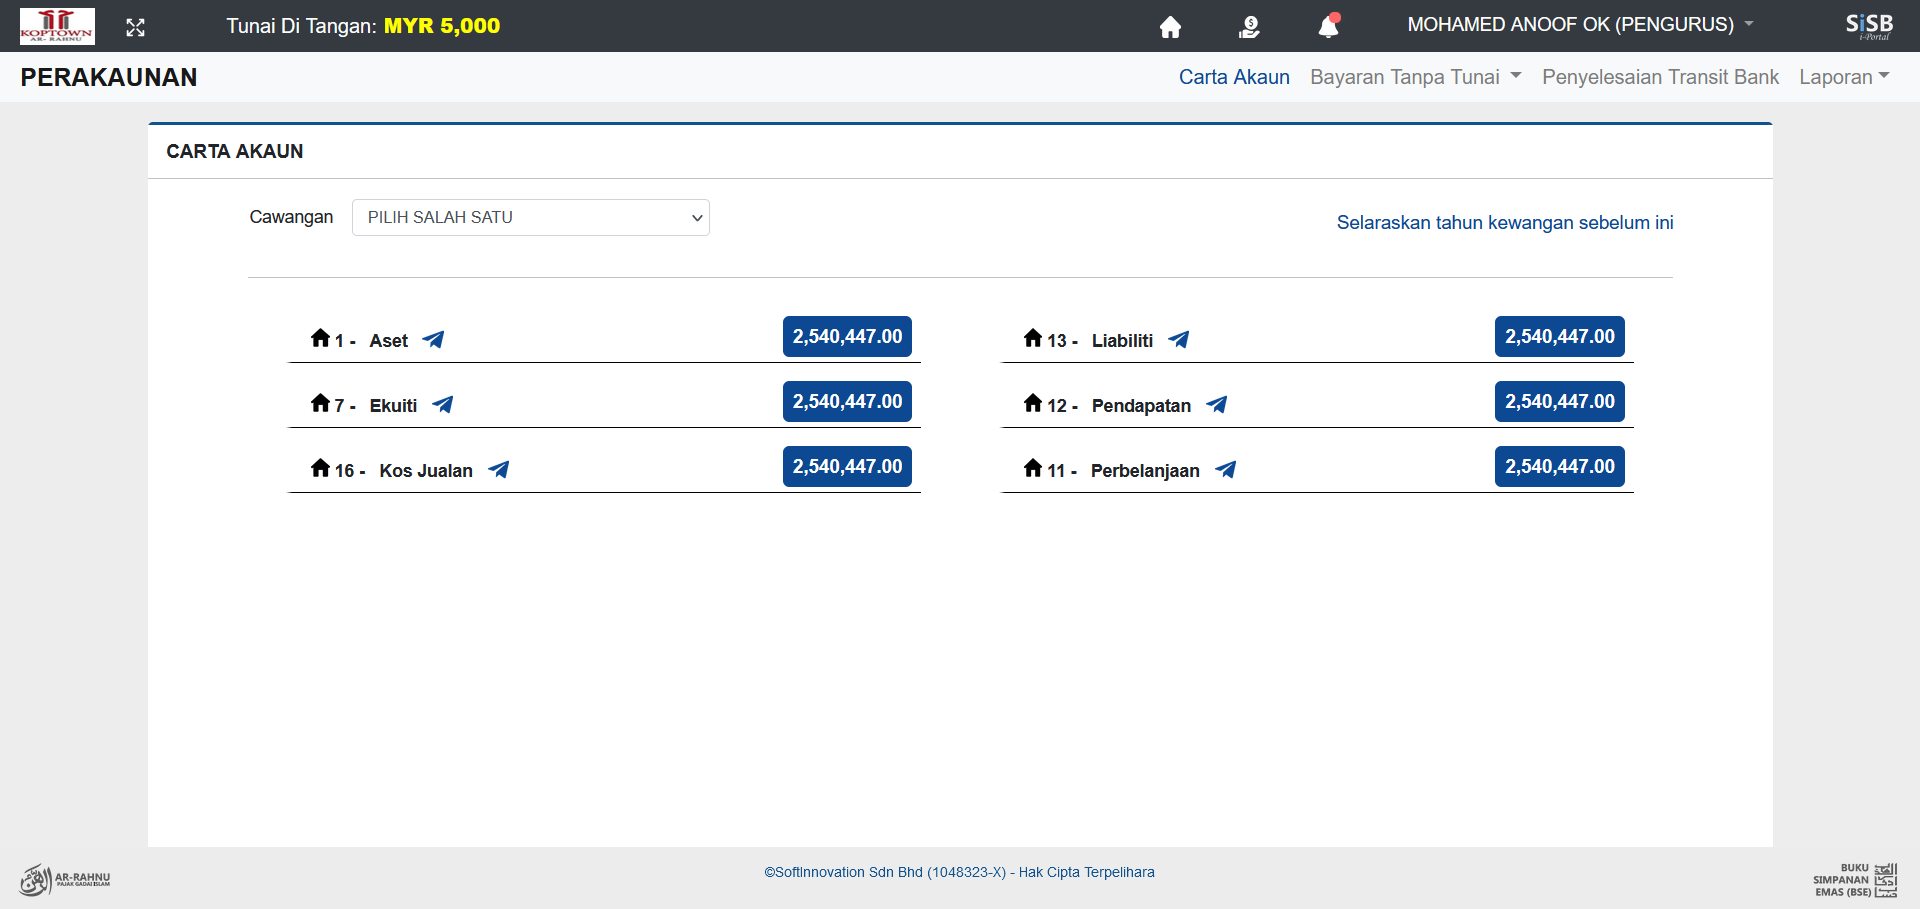 KOPTOWN
AR- RAHNU
Tunai Di Tangan: MYR 5,000
MOHAMED ANOOF OK (PENGURUS)
SiSB
i-Portal
PERAKAUNAN
Carta Akaun
Bayaran Tanpa Tunai
Penyelesaian Transit Bank
Laporan
CARTA AKAUN
Cawangan
PILIH SALAH SATU
Selaraskan tahun kewangan sebelum ini
1 - Aset 2,540,447.00
13 - Liabiliti 2,540,447.00
7 - Ekuiti 2,540,447.00
12 - Pendapatan 2,540,447.00
16 - Kos Jualan 2,540,447.00
11 - Perbelanjaan 2,540,447.00
AR-RAHNU
PAJAK GADAI ISLAM
©SoftInnovation Sdn Bhd (1048323-X) - Hak Cipta Terpelihara
BUKU
SIMPANAN
EMAS (BSE)